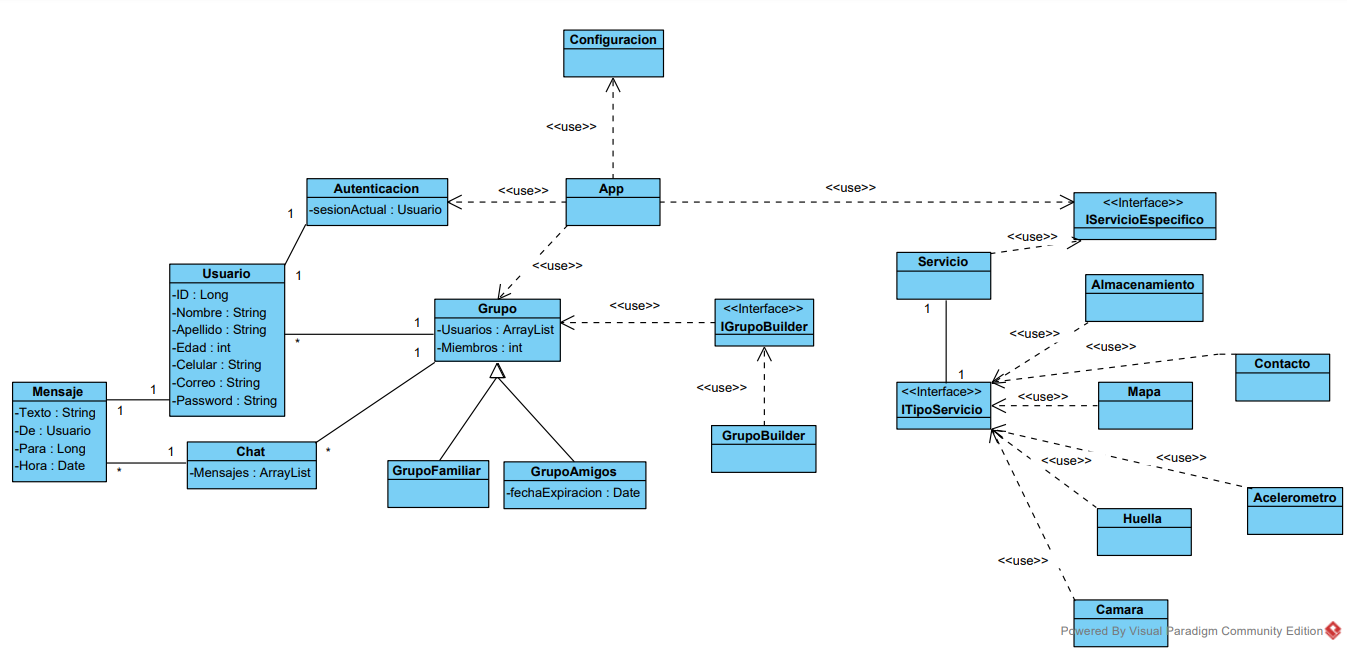 Configuracion
<<use>>
Autenticacion
-sesionActual : Usuario
<<use>>
App
<<use>>
<<Interface>>
IServicioEspecifico
1
1
<<use>>
<<use>>
Servicio
1
Usuario
-ID : Long
-Nombre : String
-Apellido : String
-Edad : int
-Celular : String
-Correo : String
-Password : String
*
1
1
Grupo
-Usuarios : ArrayList
-Miembros : int
<<use>>
<<Interface>>
IGrupoBuilder
<<use>>
GrupoBuilder
Almacenamiento
<<use>>
<<use>>
Contacto
1
<<Interface>>
ITipoServicio
<<use>>
Mapa
Mensaje
-Texto : String
-De : Usuario
-Para : Long
-Hora : Date
1
1
1
*
Chat
-Mensajes : ArrayList
*
GrupoFamiliar
GrupoAmigos
-fechaExpiracion : Date
<<use>>
<<use>>
Acelerometro
Huella
<<use>>
Camara
Powered By Visual Paradigm Community Edition